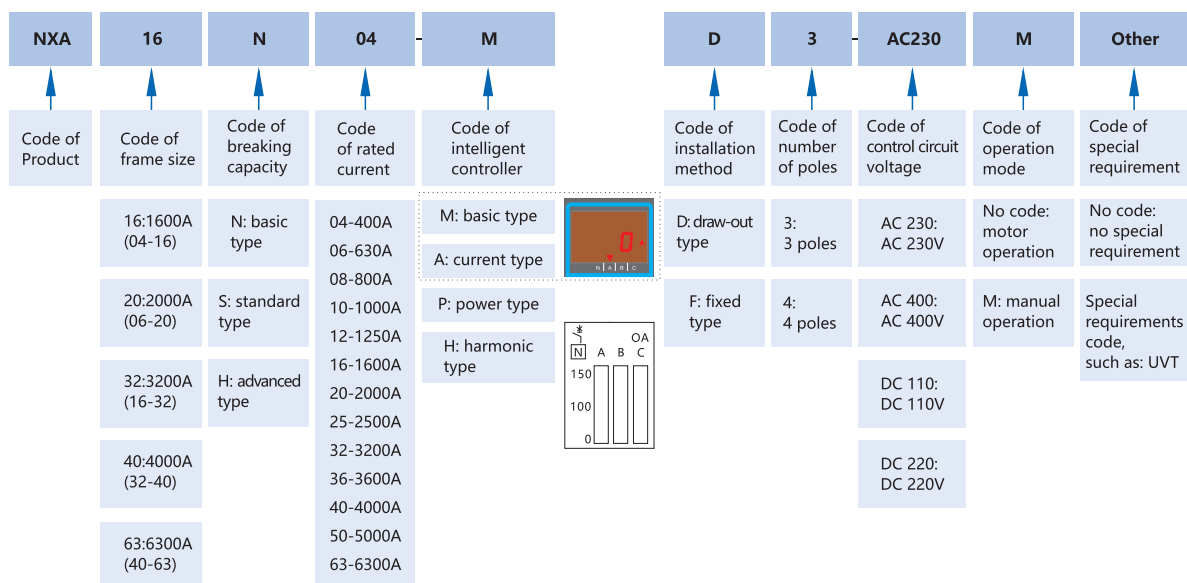 NXA 16 N 04 - M D 3 - AC230 M Other
Code of
Product
Code of
frame size
Code of
breaking
capacity
Code
of rated
current
Code of
intelligent
controller
Code of
installation
method
Code of
number
of poles
Code of
control circuit
voltage
Code of
operation
mode
Code of
special
requirement
16:1600A
(04-16)
20:2000A
(06-20)
32:3200A
(16-32)
40:4000A
(32-40)
63:6300A
(40-63)
N: basic
type
S: standard
type
H: advanced
type
04-400A
06-630A
08-800A
10-1000A
12-1250A
16-1600A
20-2000A
25-2500A
32-3200A
36-3600A
40-4000A
50-5000A
63-6300A
M: basic type
A: current type
P: power type
H: harmonic
type
0 A
N A B C
OA
N A B C
150
100
0
D: draw-out
type
F: fixed
type
3:
3 poles
4:
4 poles
AC 230:
AC 230V
AC 400:
AC 400V
DC 110:
DC 110V
DC 220:
DC 220V
No code:
motor
operation
M: manual
operation
No code:
no special
requirement
Special
requirements
code,
such as: UVT